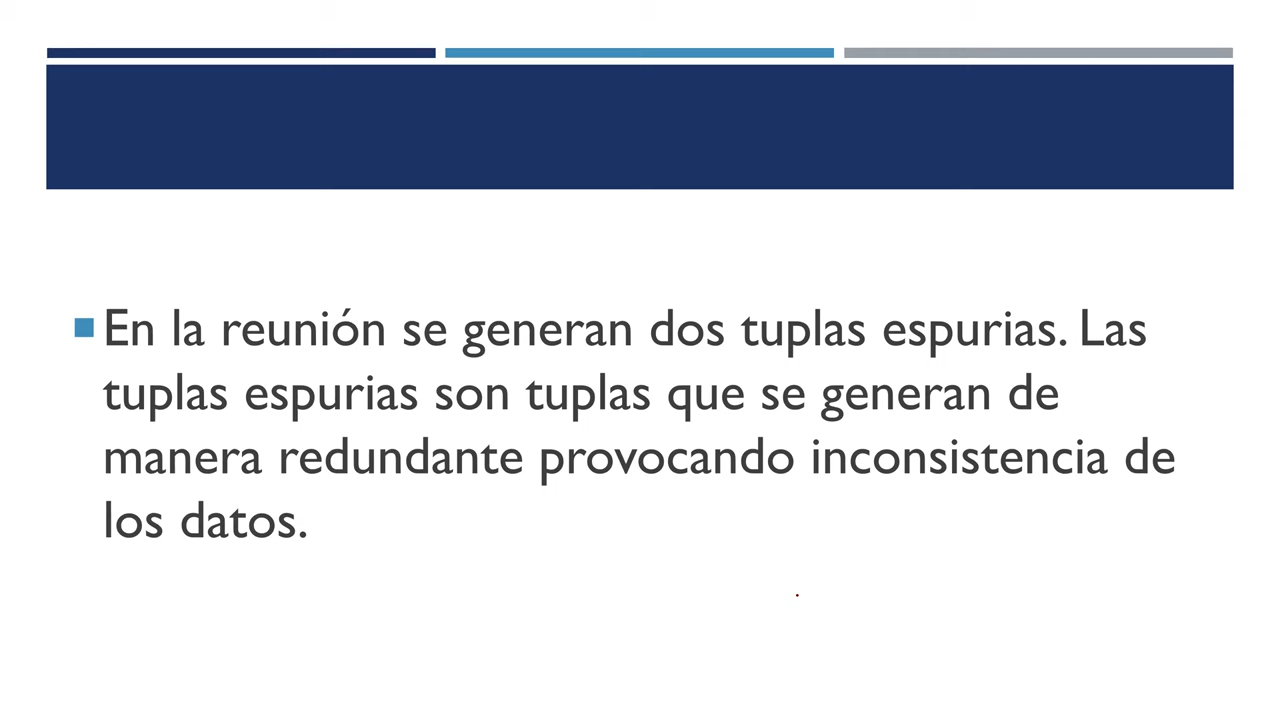 En la reunión se generan dos tuplas espurias. Las
tuplas espurias son tuplas que se generan de
manera redundante provocando inconsistencia de
los datos.